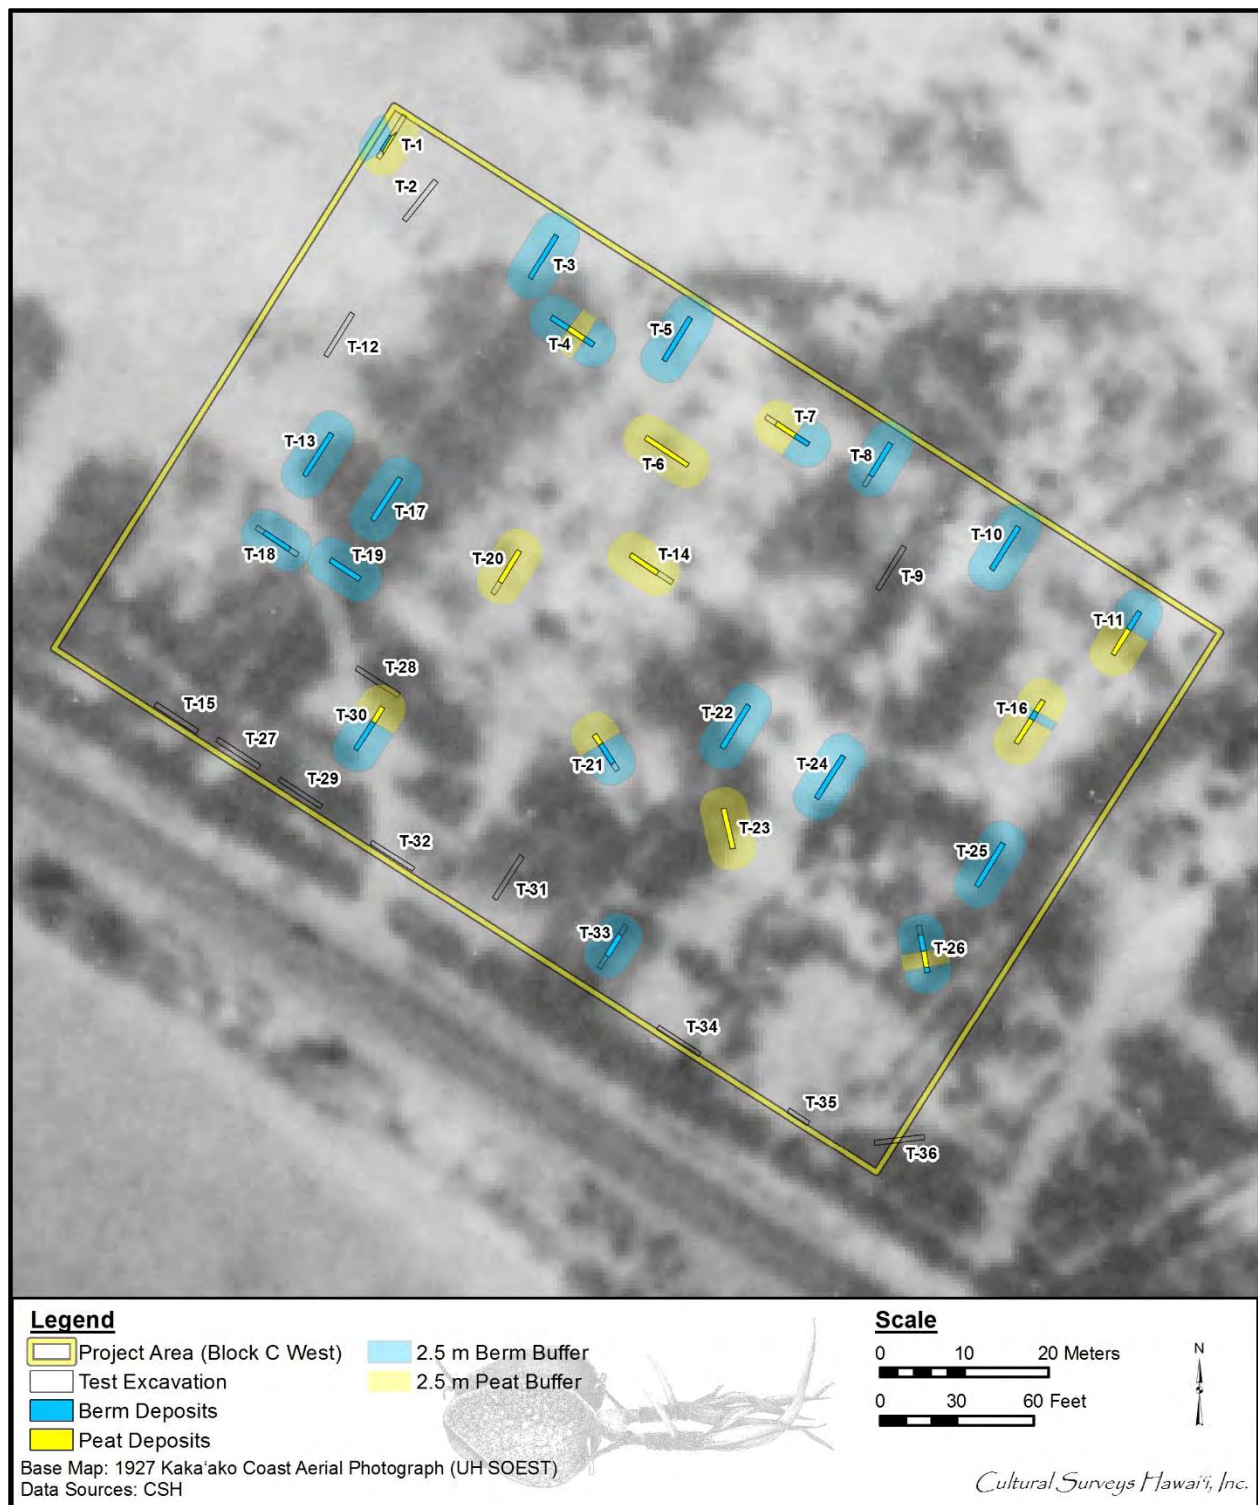 T-1
T-2
T-3
T-4
T-5
T-12
T-7
T-13
T-6
T-8
T-17
T-10
T-18
T-19
T-20
T-14
T-9
T-11
T-28
T-15
T-30
T-22
T-16
T-27
T-21
T-24
T-29
T-23
T-32
T-25
T-31
T-33
T-26
T-34
T-35
T-36
Legend
Project Area (Block C West)
Test Excavation
Berm Deposits
Peat Deposits
2.5 m Berm Buffer
2.5 m Peat Buffer
Base Map: 1927 Kakaʻako Coast Aerial Photograph (UH SOEST)
Data Sources: CSH
Scale
0 10 20 Meters
0 30 60 Feet
N
Cultural Surveys Hawaiʻi, Inc.